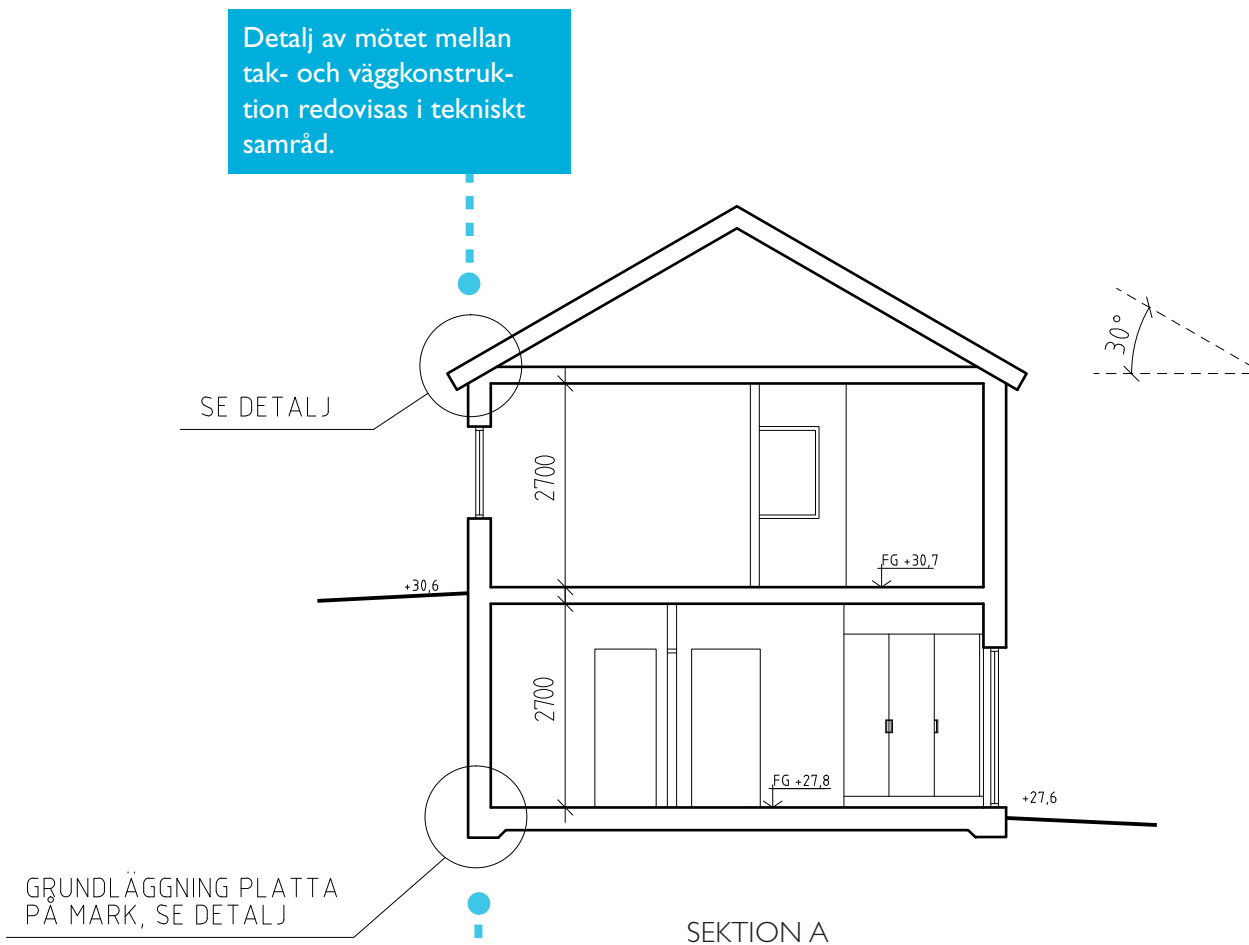 Detalj av mötet mellan
tak- och väggkonstruk-
tion redovisas i tekniskt
samråd.
30°
SE DETALJ
2700
FG +30,7
+30,6
2700
FG +27,8
+27,6
GRUNDLÄGGNING PLATTA
PÅ MARK, SE DETALJ
SEKTION A